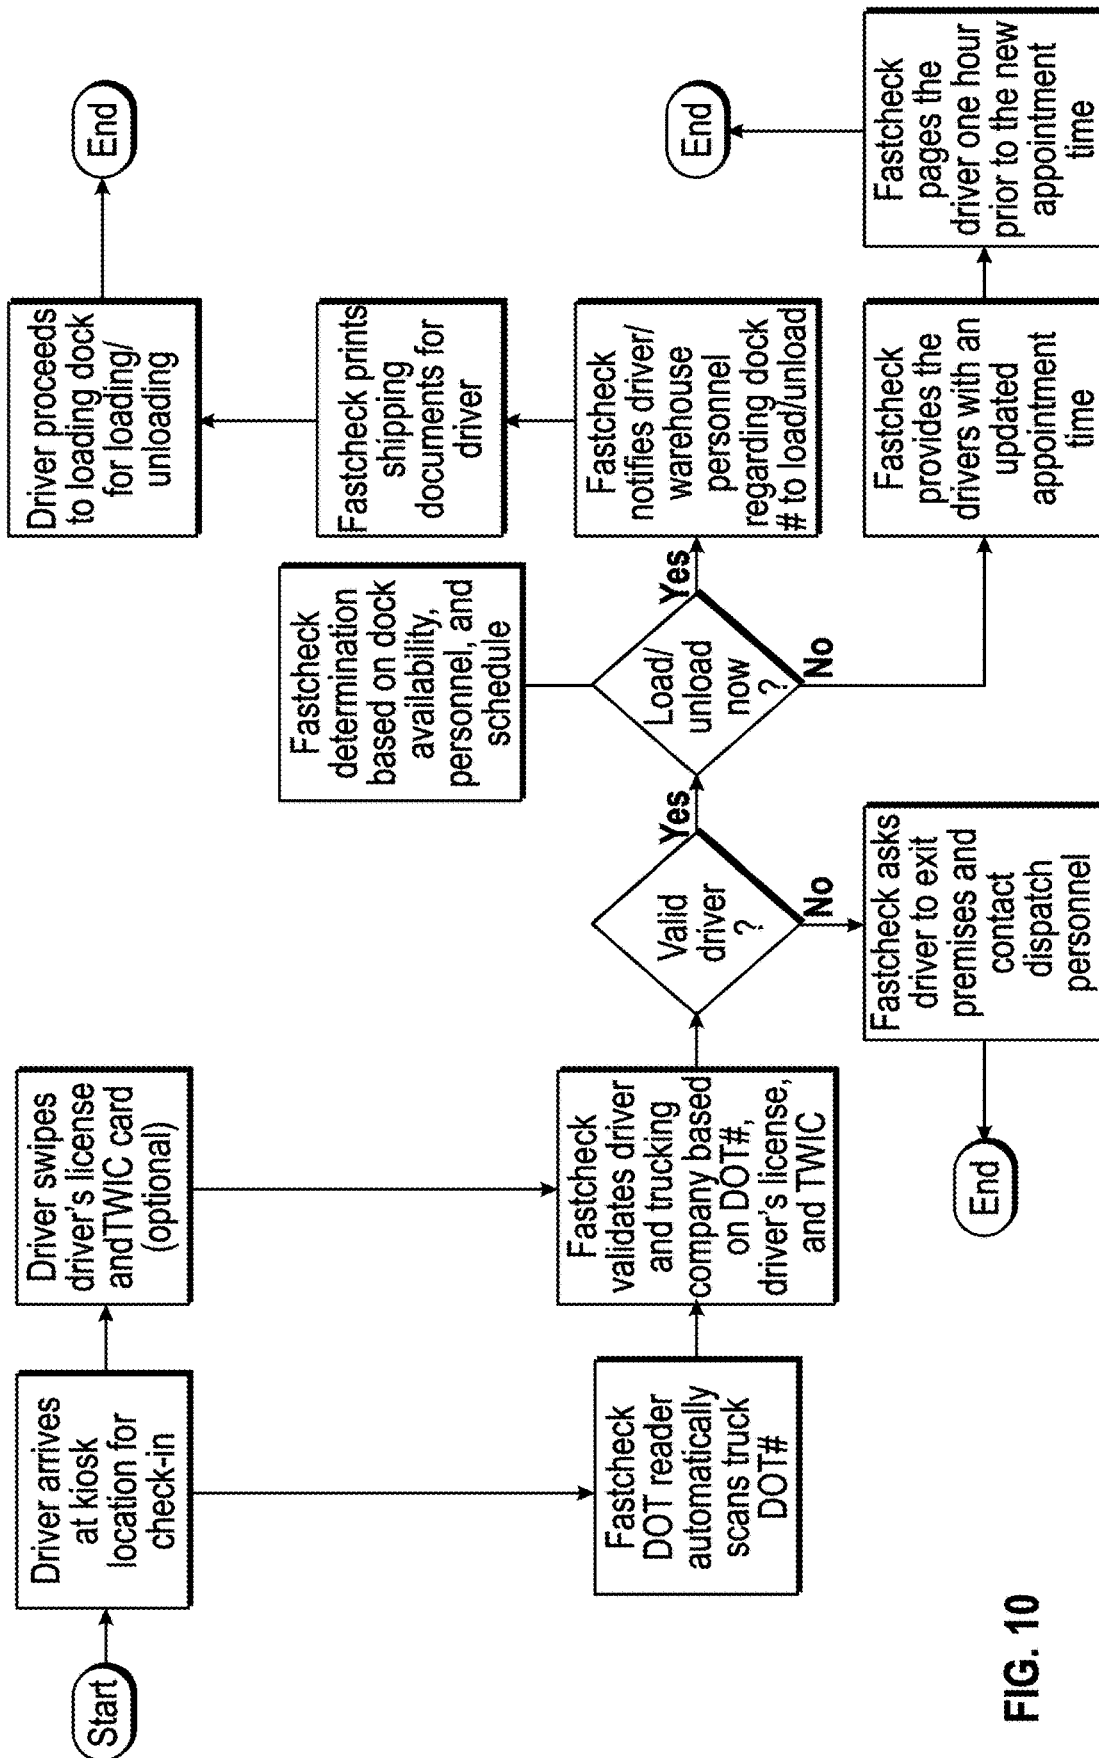 Start
Driver arrives
at kiosk
location for
check-in
Driver swipes
driver's license
andTWIC card
(optional)
Fastcheck
DOT reader
automatically
scans truck
DOT#
Fastcheck
validates driver
and trucking
company based
on DOT#,
driver's license,
and TWIC
Valid
driver
?
Yes
No
Fastcheck asks
driver to exit
premises and
contact
dispatch
personnel
End
Fastcheck
determination
based on dock
availability,
personnel, and
schedule
Load/
unload
now
?
Yes
No
Fastcheck
notifies driver/
warehouse
personnel
regarding dock
# to load/unload
Fastcheck prints
shipping
documents for
driver
Driver proceeds
to loading dock
for loading/
unloading
End
Fastcheck
provides the
drivers with an
updated
appointment
time
Fastcheck
pages the
driver one hour
prior to the new
appointment
time
End
FIG. 10